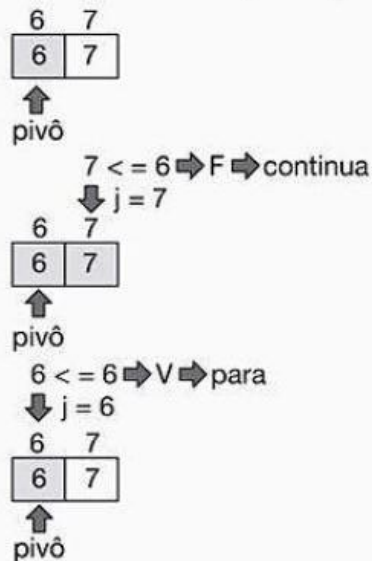 6 7
6 7
pivô
7 < = 6 ➡ F ➡ continua
j = 7
6 7
6 7
pivô
6 < = 6 ➡ V ➡ para
j = 6
6 7
6 7
pivô